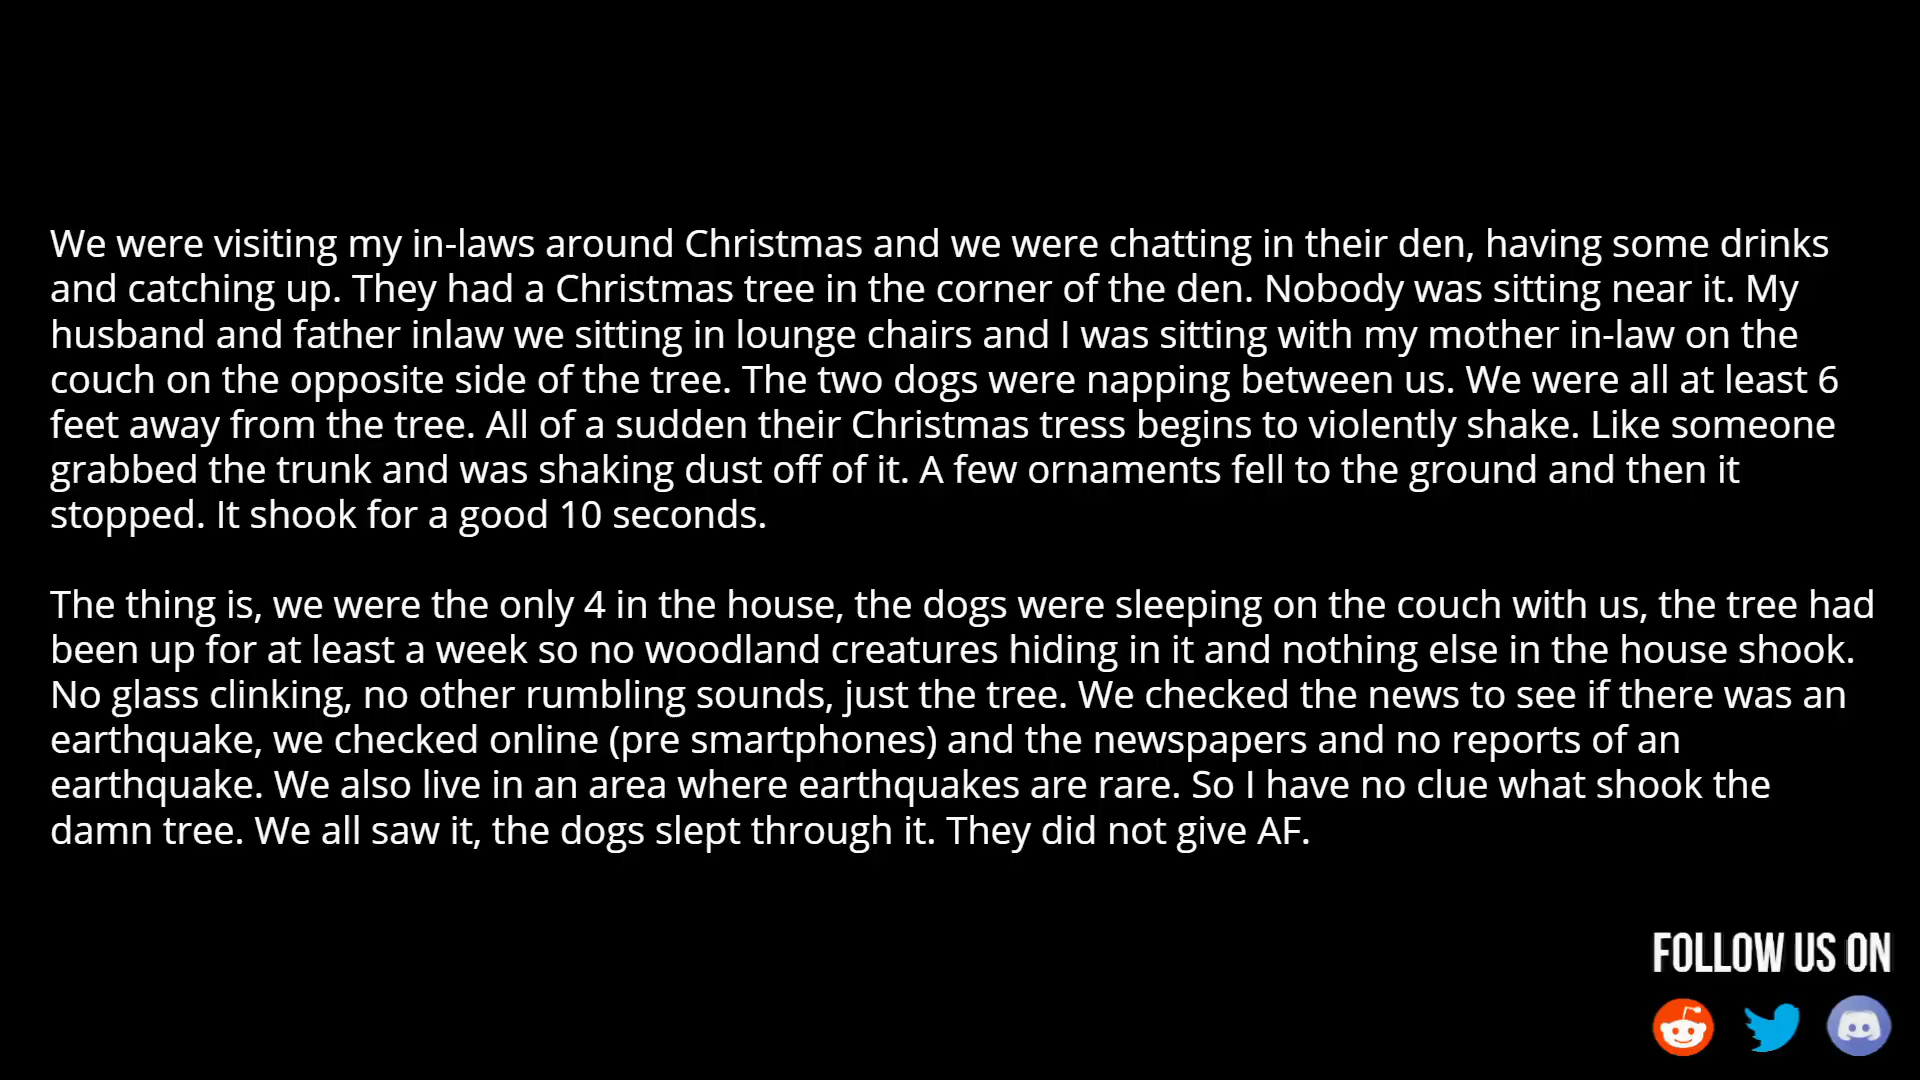 We were visiting my in-laws around Christmas and we were chatting in their den, having some drinks
and catching up. They had a Christmas tree in the corner of the den. Nobody was sitting near it. My
husband and father inlaw we sitting in lounge chairs and I was sitting with my mother in-law on the
couch on the opposite side of the tree. The two dogs were napping between us. We were all at least 6
feet away from the tree. All of a sudden their Christmas tress begins to violently shake. Like someone
grabbed the trunk and was shaking dust off of it. A few ornaments fell to the ground and then it
stopped. It shook for a good 10 seconds.
The thing is, we were the only 4 in the house, the dogs were sleeping on the couch with us, the tree had
been up for at least a week so no woodland creatures hiding in it and nothing else in the house shook.
No glass clinking, no other rumbling sounds, just the tree. We checked the news to see if there was an
earthquake, we checked online (pre smartphones) and the newspapers and no reports of an
earthquake. We also live in an area where earthquakes are rare. So I have no clue what shook the
damn tree. We all saw it, the dogs slept through it. They did not give AF.
FOLLOW US ON